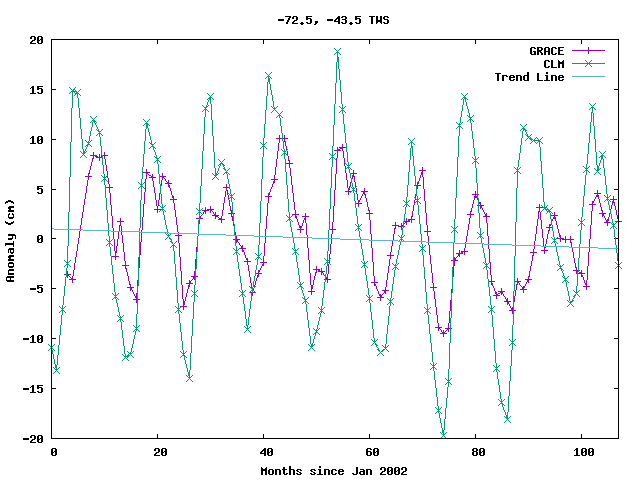 -72.5, -43.5 TWS
GRACE
CLM
Trend Line
20
15
10
5
0
-5
-10
-15
-20
Anomaly (cm)
0 20 40 60 80 100
Months since Jan 2002